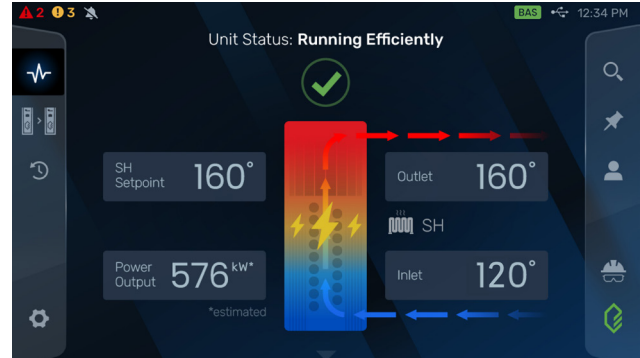 2 3 BAS 12:34 PM
Unit Status: Running Efficiently
SH
Setpoint 160°
Outlet 160°
SH
Power
Output 576 kW*
Inlet 120°
*estimated